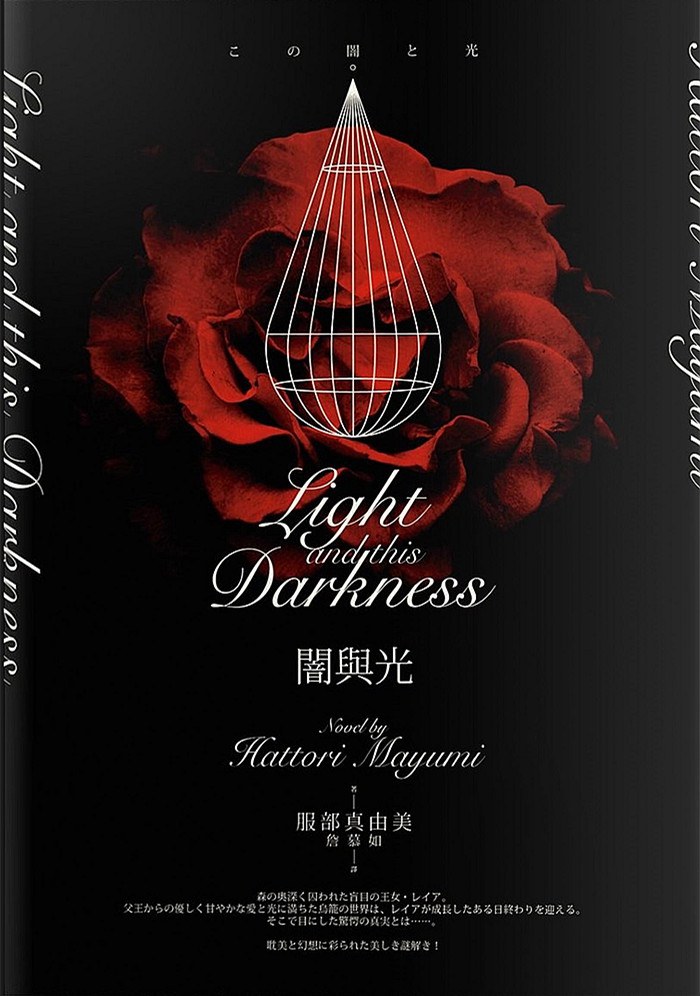 この闇と光
Light and this Darkness
Hattori Mayumi
Light
and this
Darkness
闇與光
Novel by
Hattori Mayumi
著
服部真由美
詹慕如
譯
森の奥深く囚われた盲目の王女・レイア。
父王からの優しく甘やかな愛と光に満ちた鳥籠の世界は、レイアが成長したある日終わりを迎える。
そこで目にした驚愕の真実とは……。
耽美と幻想に彩られた美しき謎解き！